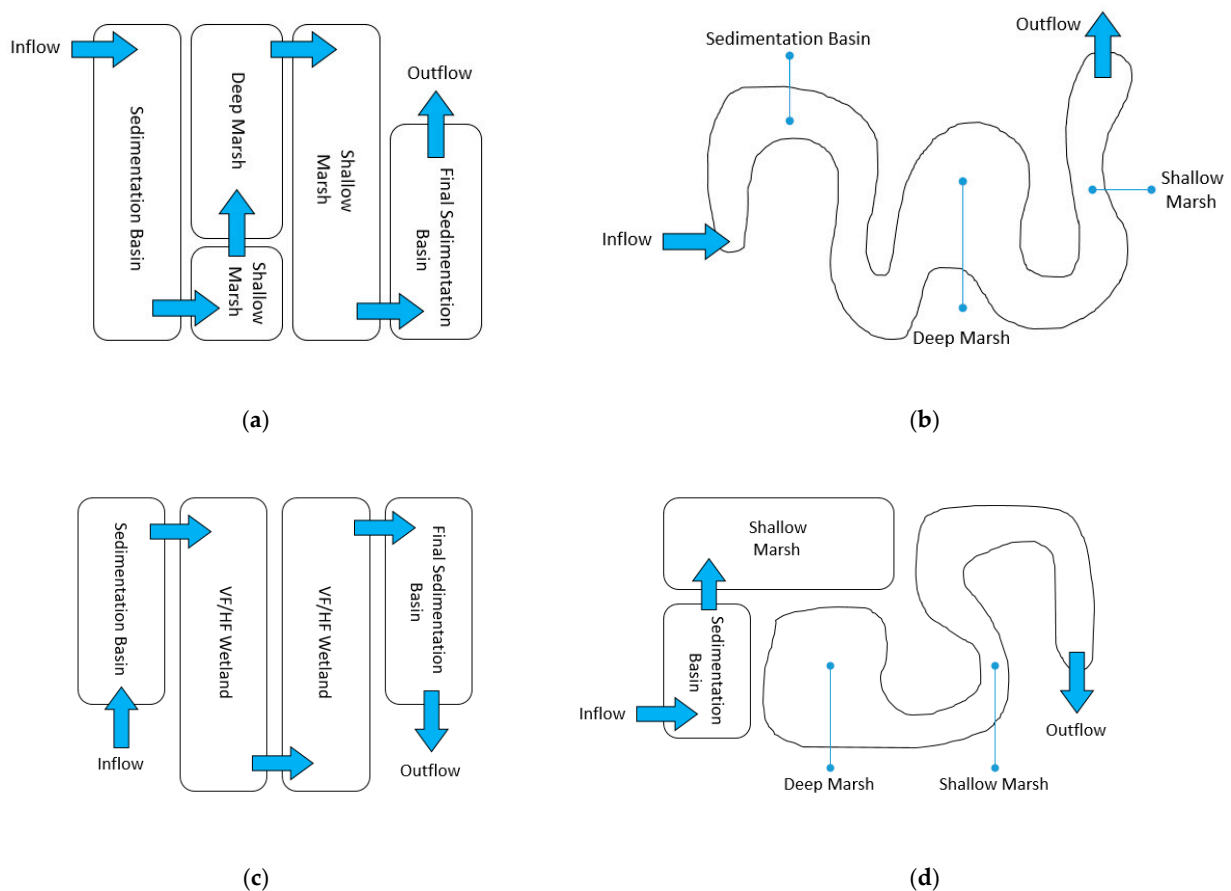 Inflow
Sedimentation Basin
Deep Marsh
Shallow
Marsh
Shallow
Marsh
Outflow
Final Sedimentation
Basin
(a)
Sedimentation Basin
Outflow
Inflow
Shallow
Marsh
Deep Marsh
(b)
Sedimentation Basin
Inflow
VF/HF Wetland
VF/HF Wetland
Final Sedimentation
Basin
Outflow
(c)
Shallow
Marsh
Sedimentation
Basin
Inflow
Deep Marsh
Shallow Marsh
Outflow
(d)